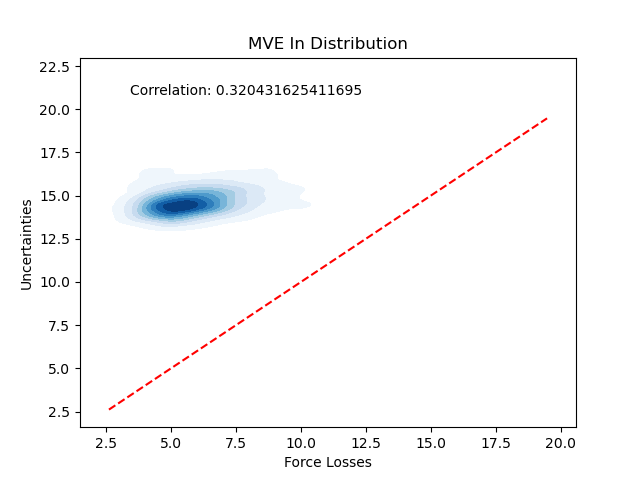 MVE In Distribution
Correlation: 0.320431625411695
Uncertainties
22.5
20.0
17.5
15.0
12.5
10.0
7.5
5.0
2.5
2.5 5.0 7.5 10.0 12.5 15.0 17.5 20.0
Force Losses